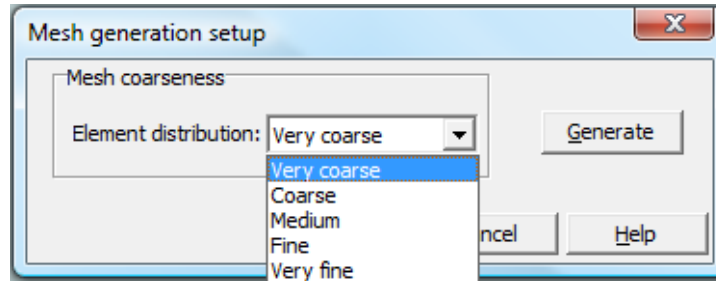 Mesh generation setup
Mesh coarseness
Element distribution: Very coarse
Generate
Very coarse
Coarse
Medium
Fine
Very fine
ncel
Help